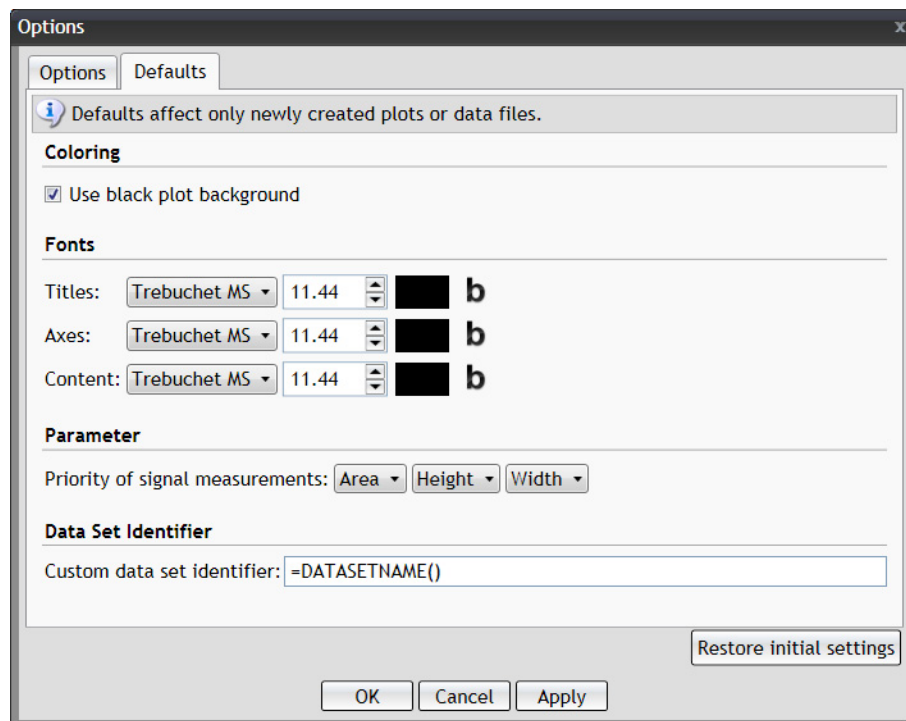 Options x
Options Defaults
Defaults affect only newly created plots or data files.
Coloring
Use black plot background
Fonts
Titles: Trebuchet MS 11.44 b
Axes: Trebuchet MS 11.44 b
Content: Trebuchet MS 11.44 b
Parameter
Priority of signal measurements: Area Height Width
Data Set Identifier
Custom data set identifier: =DATASETNAME()
Restore initial settings
OK Cancel Apply